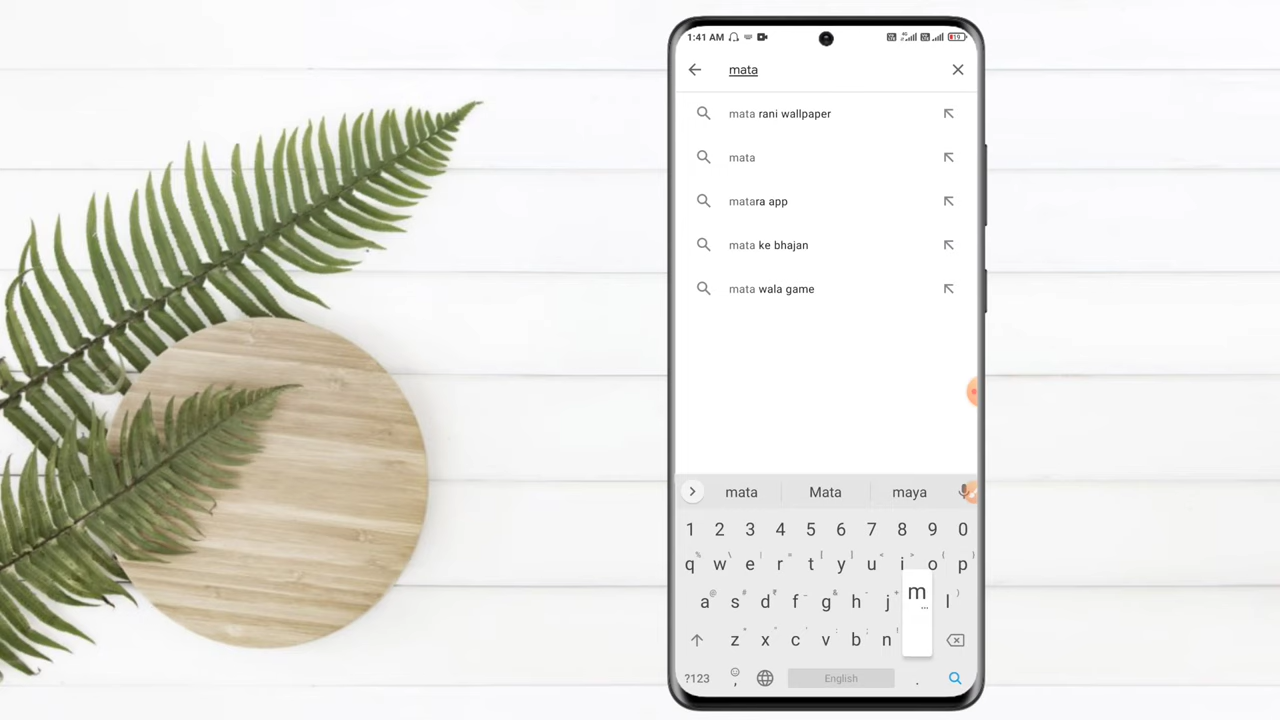 1:41 AM
mata
mata rani wallpaper
mata
matara app
mata ke bhajan
mata wala game
mata Mata maya
1 2 3 4 5 6 7 8 9 0
q w e r t y u i o p
a s d f g h j l
m
z x c v b n
?123 , English .